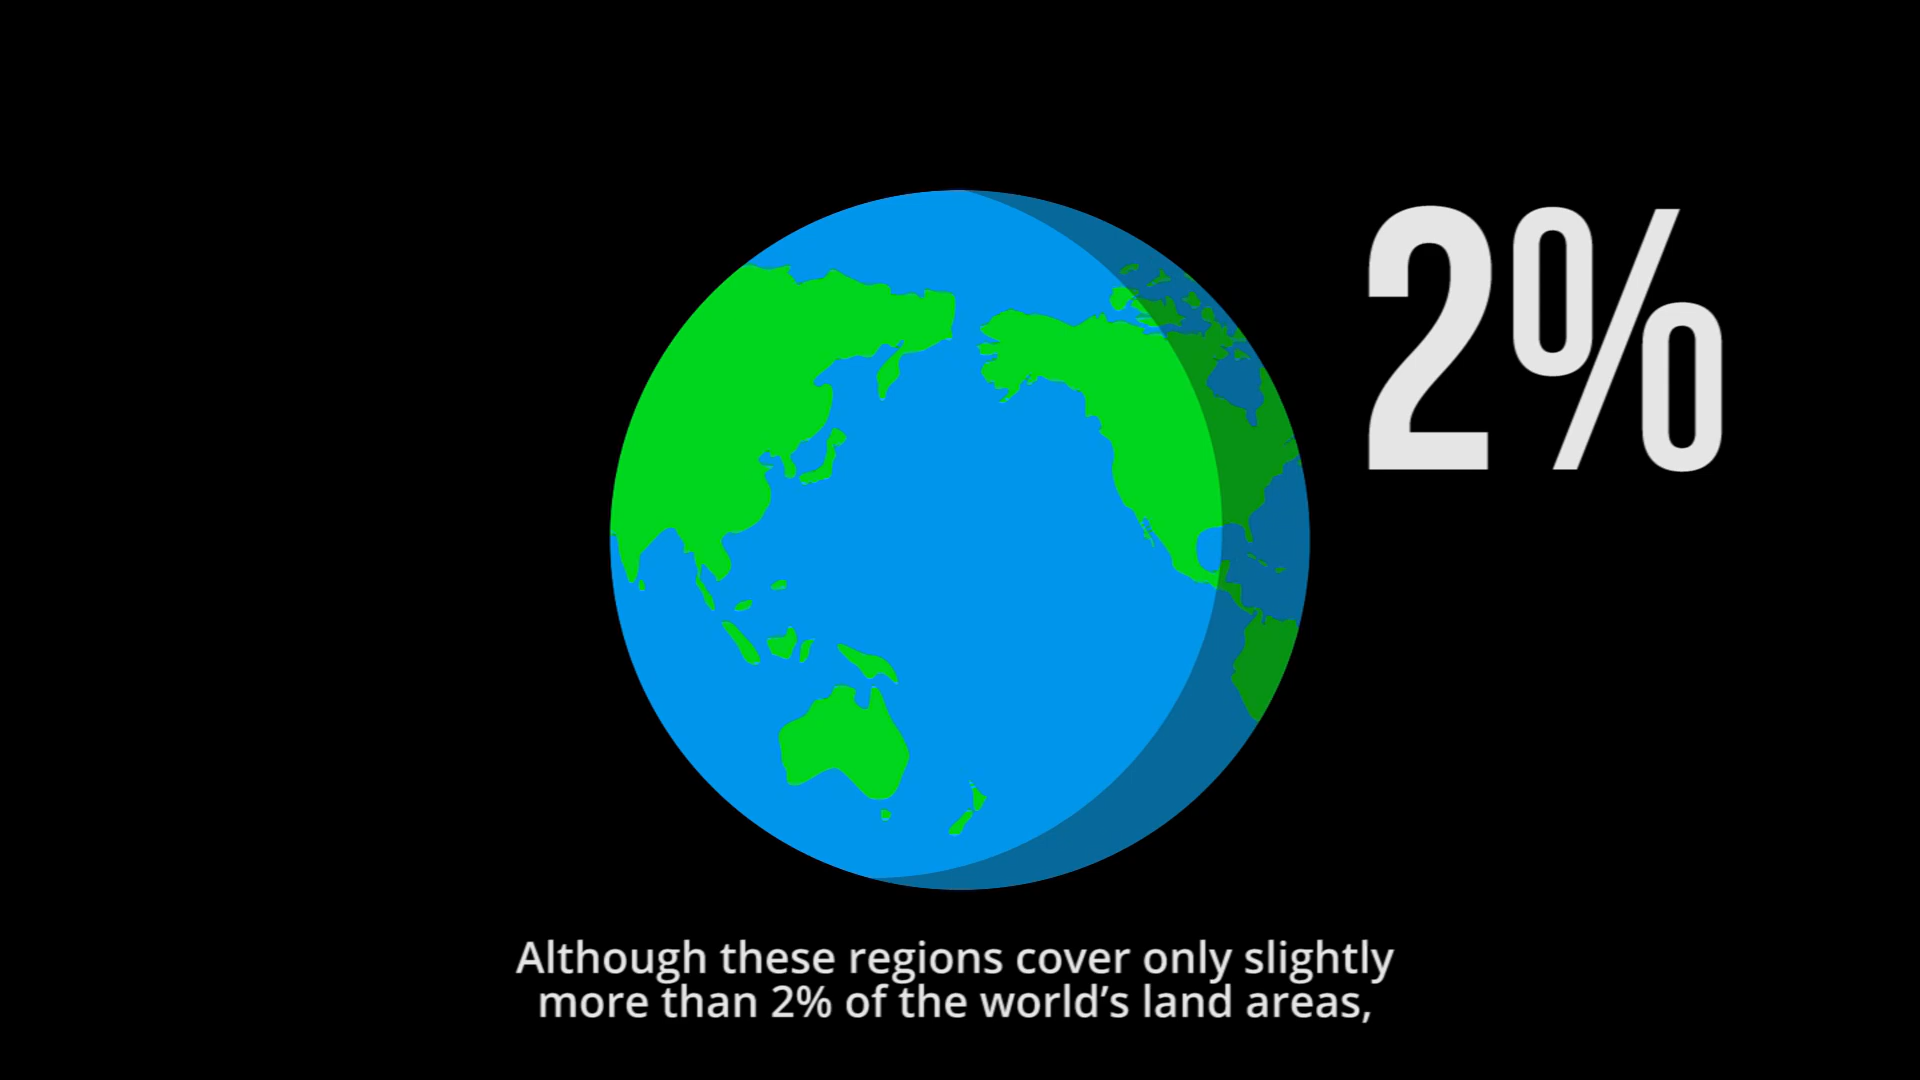 2%
Although these regions cover only slightly
more than 2% of the world’s land areas,